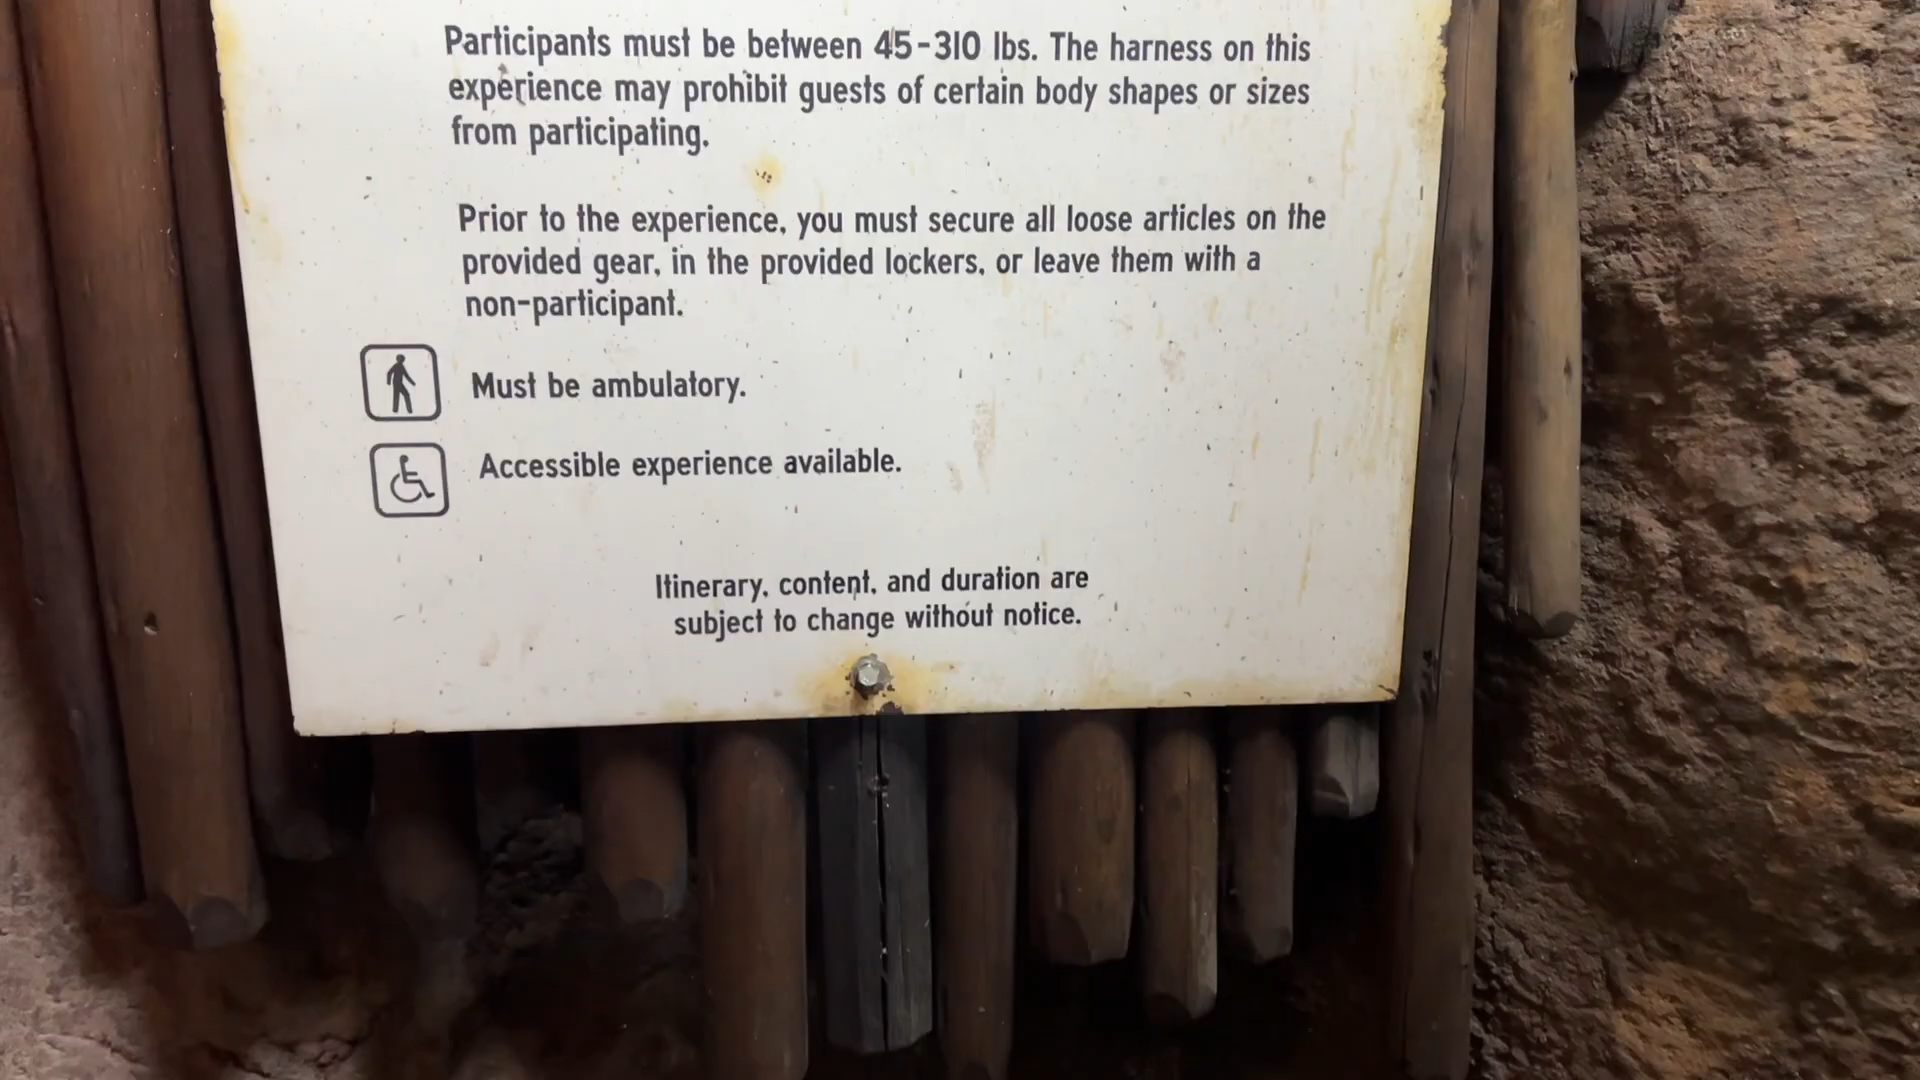 Participants must be between 45-310 lbs. The harness on this
experience may prohibit guests of certain body shapes or sizes
from participating.
Prior to the experience, you must secure all loose articles on the
provided gear, in the provided lockers, or leave them with a
non-participant.
Must be ambulatory.
Accessible experience available.
Itinerary, content, and duration are
subject to change without notice.